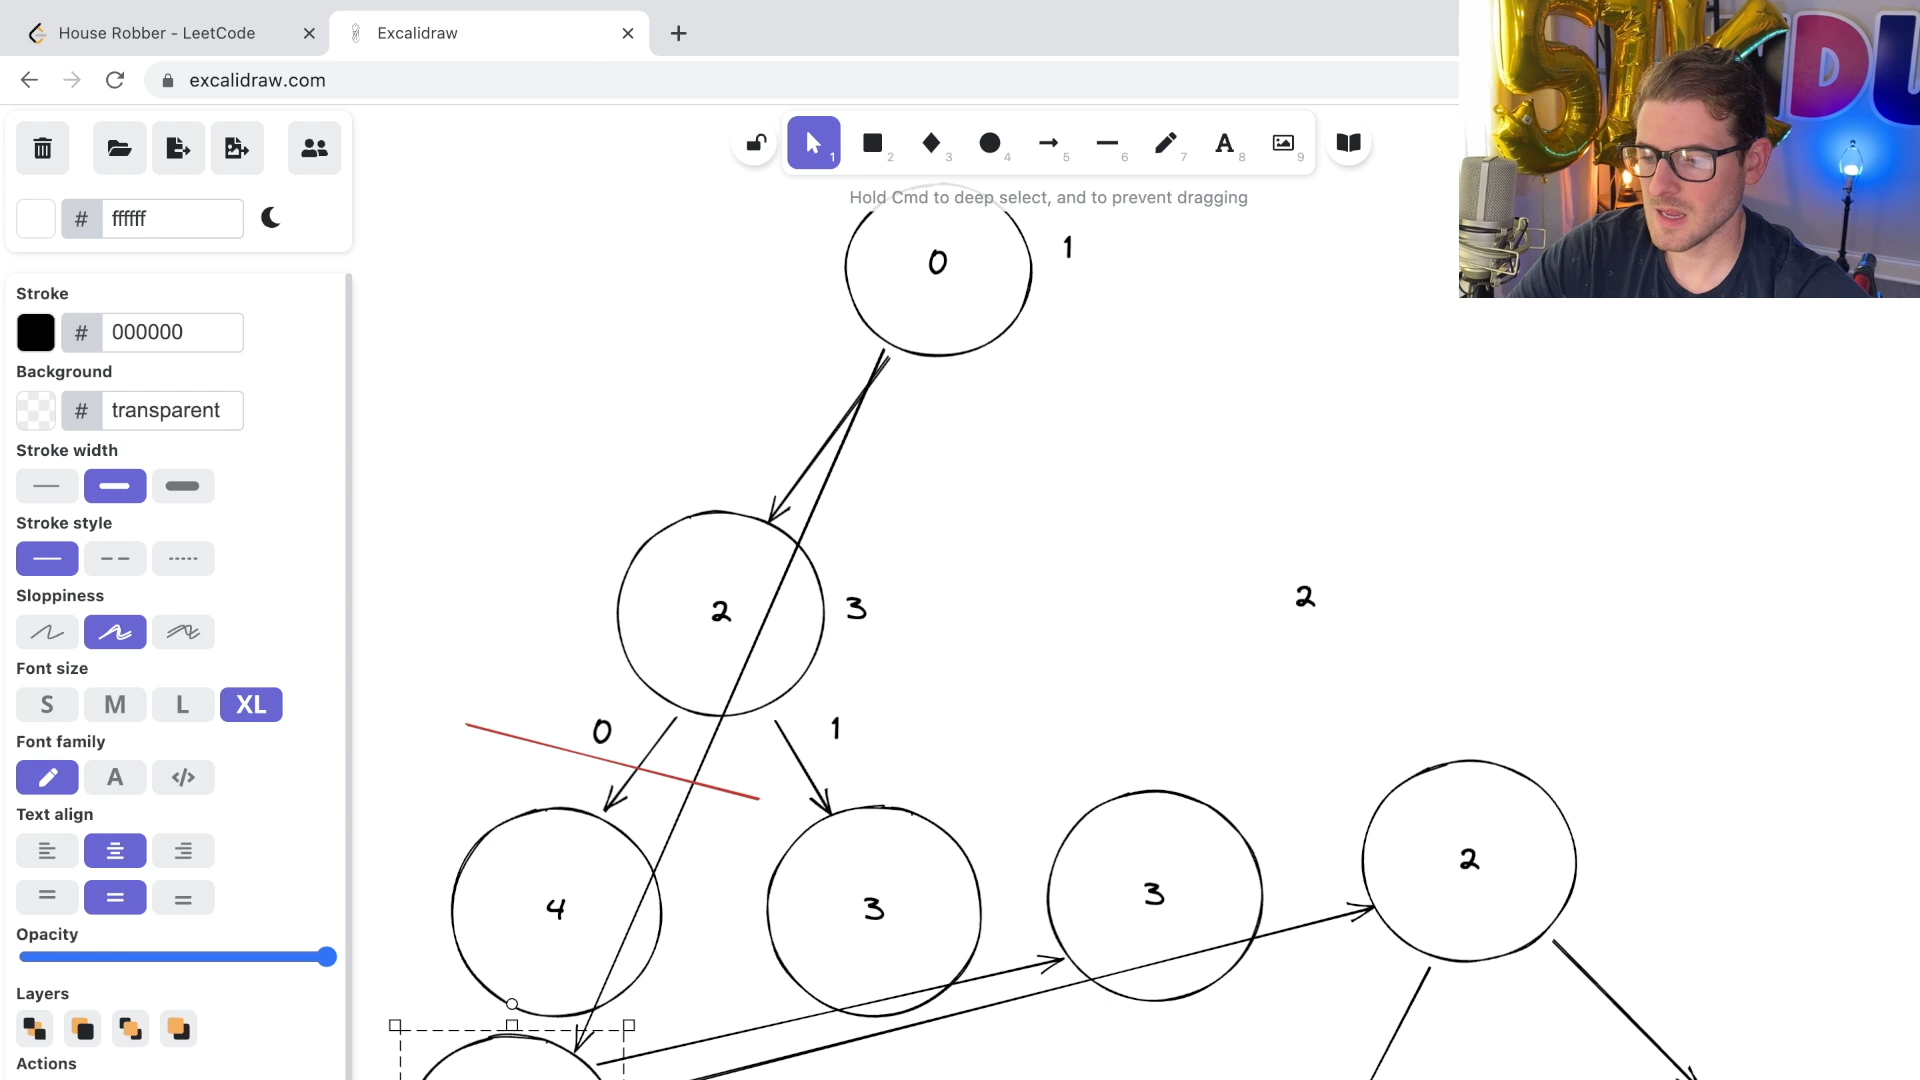 House Robber - LeetCode
Excalidraw
excalidraw.com
1
2
3
4
5
6
7
A
8
9
Hold Cmd to deep select, and to prevent dragging
# ffffff
Stroke
# 000000
Background
# transparent
Stroke width
Stroke style
Sloppiness
Font size
S M L XL
Font family
A </>
Text align
Opacity
Layers
Actions
0
1
2
3
2
0
1
4
3
3
2
51K
DU